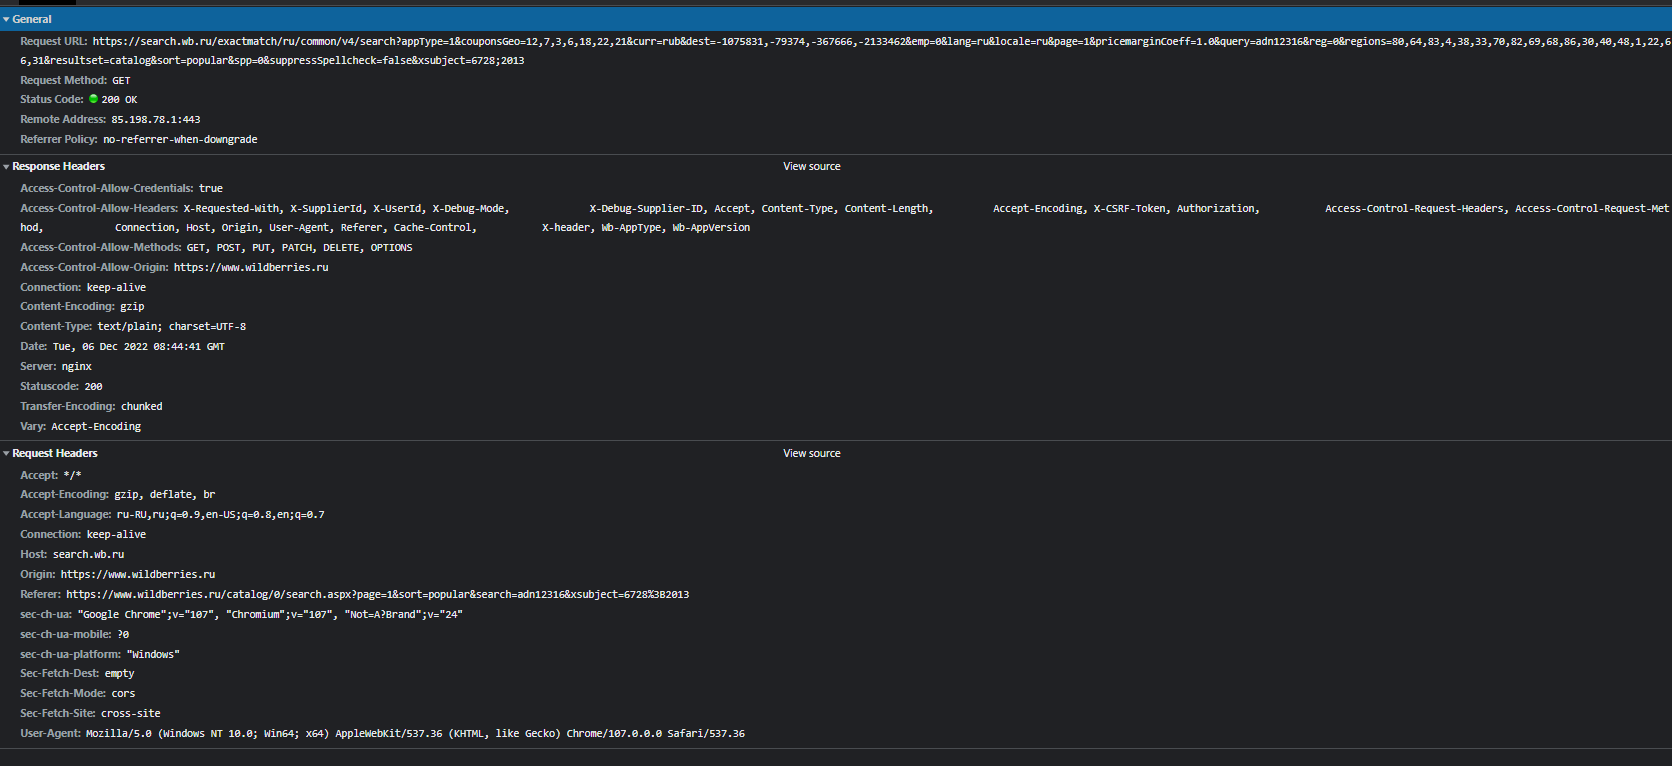 General
Request URL: https://search.wb.ru/exactmatch/ru/common/v4/search?appType=1&couponsGeo=12,7,3,6,18,22,21&curr=rub&dest=-1075831,-79374,-367666,-2133462&emp=0&lang=ru&locale=ru&page=1&pricemarginCoeff=1.0&query=adn12316&reg=0&regions=80,64,83,4,38,33,70,82,69,68,86,30,40,48,1,22,6
6,31&resultset=catalog&sort=popular&spp=0&suppressSpellcheck=false&xsubject=6728;2013
Request Method: GET
Status Code: 200 OK
Remote Address: 85.198.78.1:443
Referrer Policy: no-referrer-when-downgrade
Response Headers View source
Access-Control-Allow-Credentials: true
Access-Control-Allow-Headers: X-Requested-With, X-SupplierId, X-UserId, X-Debug-Mode, X-Debug-Supplier-ID, Accept, Content-Type, Content-Length, Accept-Encoding, X-CSRF-Token, Authorization, Access-Control-Request-Headers, Access-Control-Request-Met
hod, Connection, Host, Origin, User-Agent, Referer, Cache-Control, X-header, Wb-AppType, Wb-AppVersion
Access-Control-Allow-Methods: GET, POST, PUT, PATCH, DELETE, OPTIONS
Access-Control-Allow-Origin: https://www.wildberries.ru
Connection: keep-alive
Content-Encoding: gzip
Content-Type: text/plain; charset=UTF-8
Date: Tue, 06 Dec 2022 08:44:41 GMT
Server: nginx
Statuscode: 200
Transfer-Encoding: chunked
Vary: Accept-Encoding
Request Headers View source
Accept: */*
Accept-Encoding: gzip, deflate, br
Accept-Language: ru-RU,ru;q=0.9,en-US;q=0.8,en;q=0.7
Connection: keep-alive
Host: search.wb.ru
Origin: https://www.wildberries.ru
Referer: https://www.wildberries.ru/catalog/0/search.aspx?page=1&sort=popular&search=adn12316&xsubject=6728%3B2013
sec-ch-ua: "Google Chrome";v="107", "Chromium";v="107", "Not=A?Brand";v="24"
sec-ch-ua-mobile: ?0
sec-ch-ua-platform: "Windows"
Sec-Fetch-Dest: empty
Sec-Fetch-Mode: cors
Sec-Fetch-Site: cross-site
User-Agent: Mozilla/5.0 (Windows NT 10.0; Win64; x64) AppleWebKit/537.36 (KHTML, like Gecko) Chrome/107.0.0.0 Safari/537.36